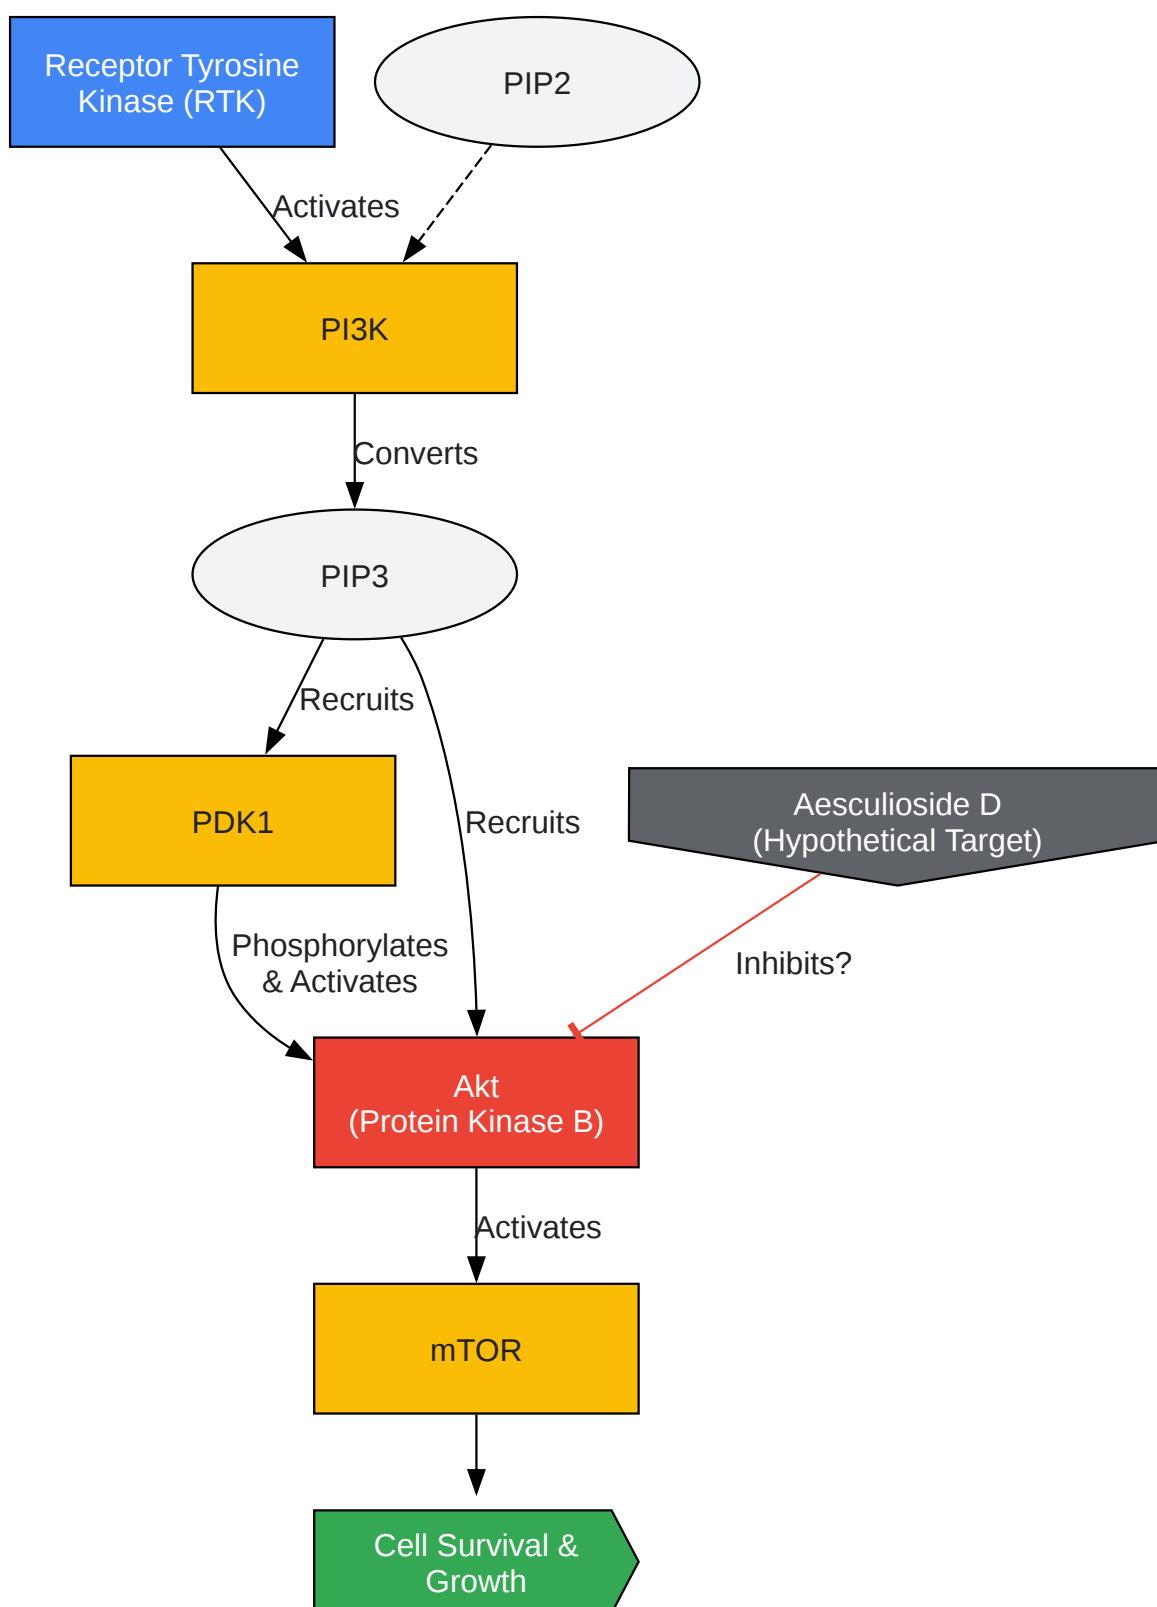 Receptor Tyrosine
Kinase (RTK)
PIP2
Activates
PI3K
Converts
PIP3
Recruits
PDK1
Recruits
Aesculioside D
(Hypothetical Target)
Phosphorylates
& Activates
Inhibits?
Akt
(Protein Kinase B)
Activates
mTOR
Cell Survival &
Growth